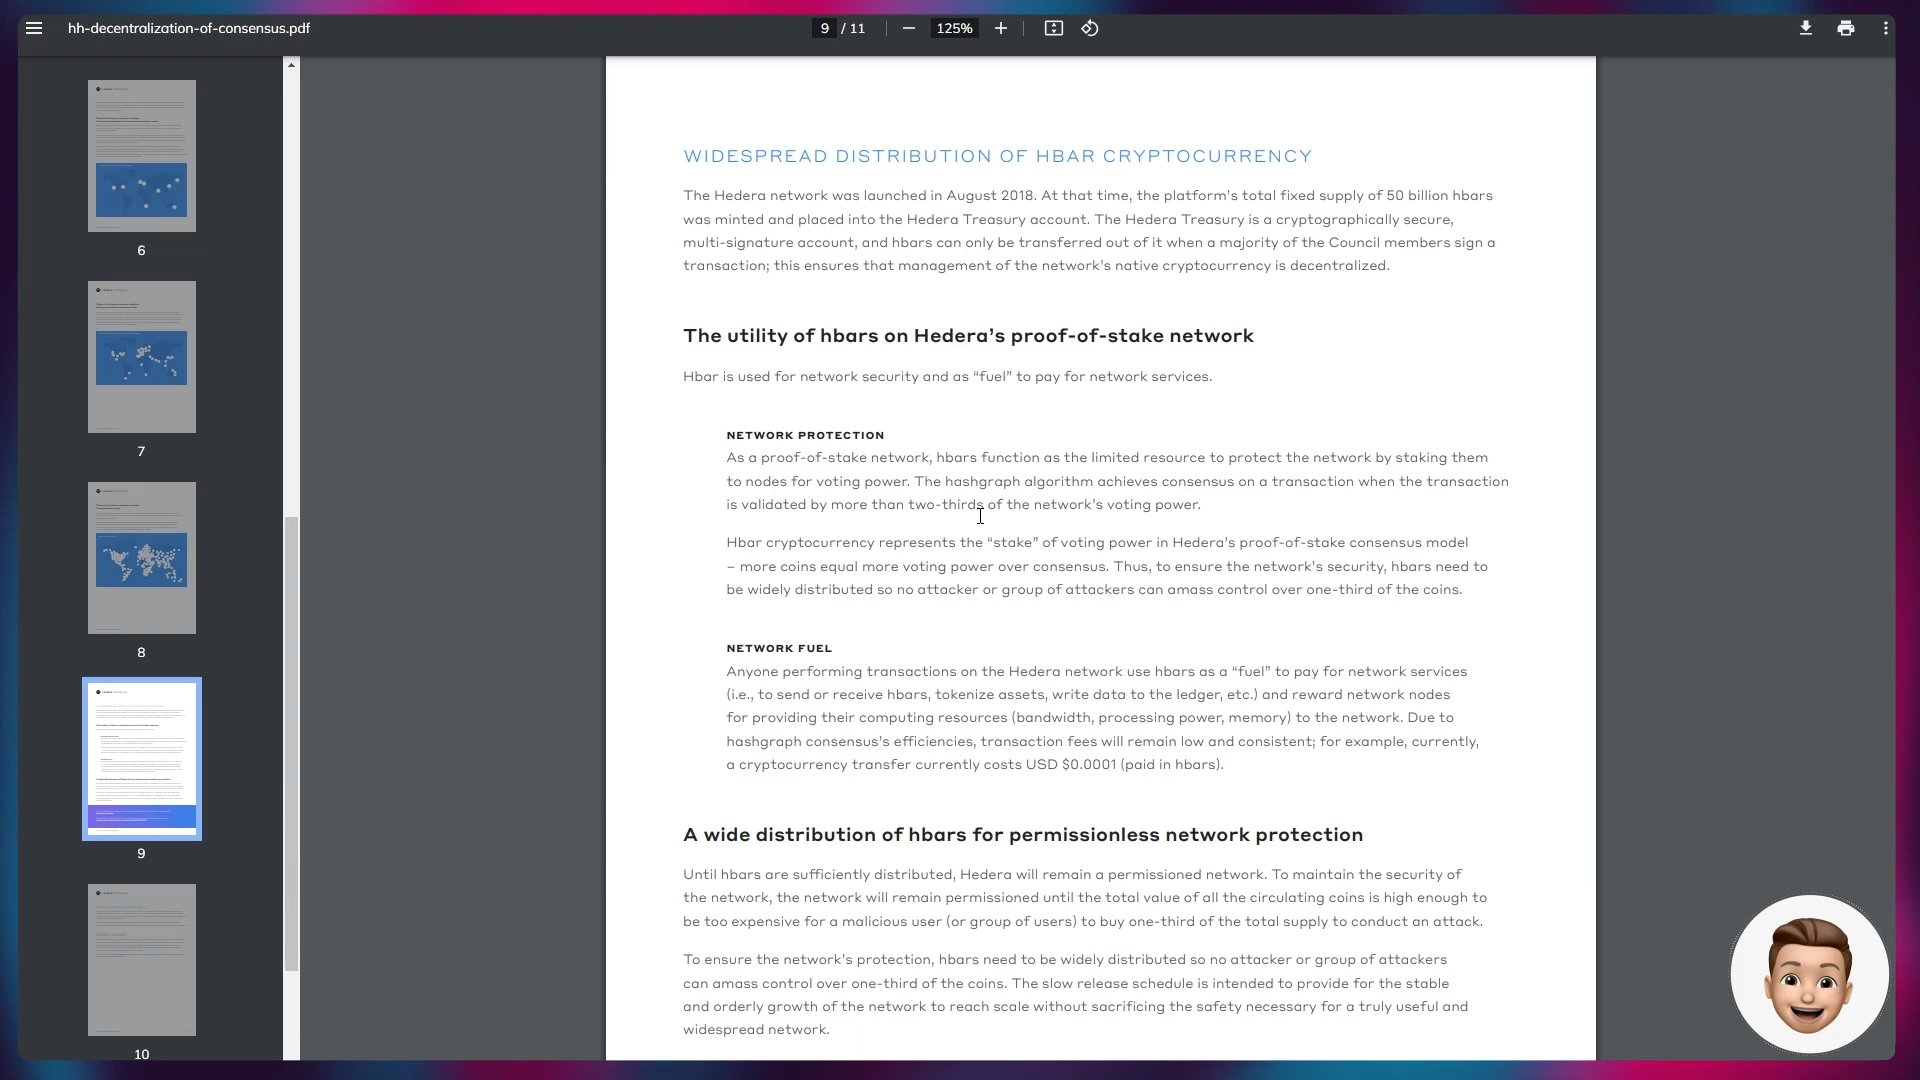 hh-decentralization-of-consensus.pdf
9 / 11
125%
6
7
8
9
10
WIDESPREAD DISTRIBUTION OF HBAR CRYPTOCURRENCY
The Hedera network was launched in August 2018. At that time, the platform's total fixed supply of 50 billion hbars
was minted and placed into the Hedera Treasury account. The Hedera Treasury is a cryptographically secure,
multi-signature account, and hbars can only be transferred out of it when a majority of the Council members sign a
transaction; this ensures that management of the network's native cryptocurrency is decentralized.
The utility of hbars on Hedera's proof-of-stake network
Hbar is used for network security and as “fuel” to pay for network services.
NETWORK PROTECTION
As a proof-of-stake network, hbars function as the limited resource to protect the network by staking them
to nodes for voting power. The hashgraph algorithm achieves consensus on a transaction when the transaction
is validated by more than two-thirds of the network's voting power.
Hbar cryptocurrency represents the “stake” of voting power in Hedera's proof-of-stake consensus model
– more coins equal more voting power over consensus. Thus, to ensure the network's security, hbars need to
be widely distributed so no attacker or group of attackers can amass control over one-third of the coins.
NETWORK FUEL
Anyone performing transactions on the Hedera network use hbars as a “fuel” to pay for network services
(i.e., to send or receive hbars, tokenize assets, write data to the ledger, etc.) and reward network nodes
for providing their computing resources (bandwidth, processing power, memory) to the network. Due to
hashgraph consensus's efficiencies, transaction fees will remain low and consistent; for example, currently,
a cryptocurrency transfer currently costs USD $0.0001 (paid in hbars).
A wide distribution of hbars for permissionless network protection
Until hbars are sufficiently distributed, Hedera will remain a permissioned network. To maintain the security of
the network, the network will remain permissioned until the total value of all the circulating coins is high enough to
be too expensive for a malicious user (or group of users) to buy one-third of the total supply to conduct an attack.
To ensure the network's protection, hbars need to be widely distributed so no attacker or group of attackers
can amass control over one-third of the coins. The slow release schedule is intended to provide for the stable
and orderly growth of the network to reach scale without sacrificing the safety necessary for a truly useful and
widespread network.